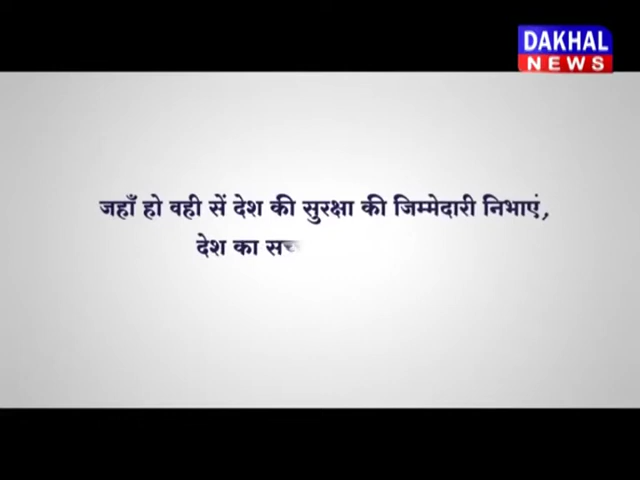 DAKHAL
NEWS
जहाँ हो वही सें देश की सुरक्षा की जिम्मेदारी निभाएं,
देश का